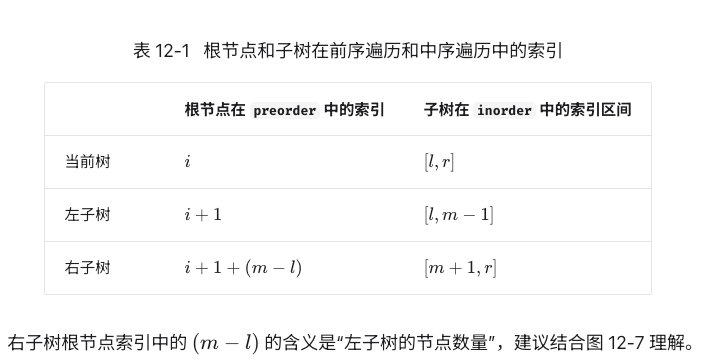 表 12-1 根节点和子树在前序遍历和中序遍历中的索引
根节点在 preorder 中的索引 子树在 inorder 中的索引区间
当前树 i [l, r]
左子树 i + 1 [l, m − 1]
右子树 i + 1 + (m − l) [m + 1, r]
右子树根节点索引中的 (m − l) 的含义是“左子树的节点数量”，建议结合图 12-7 理解。